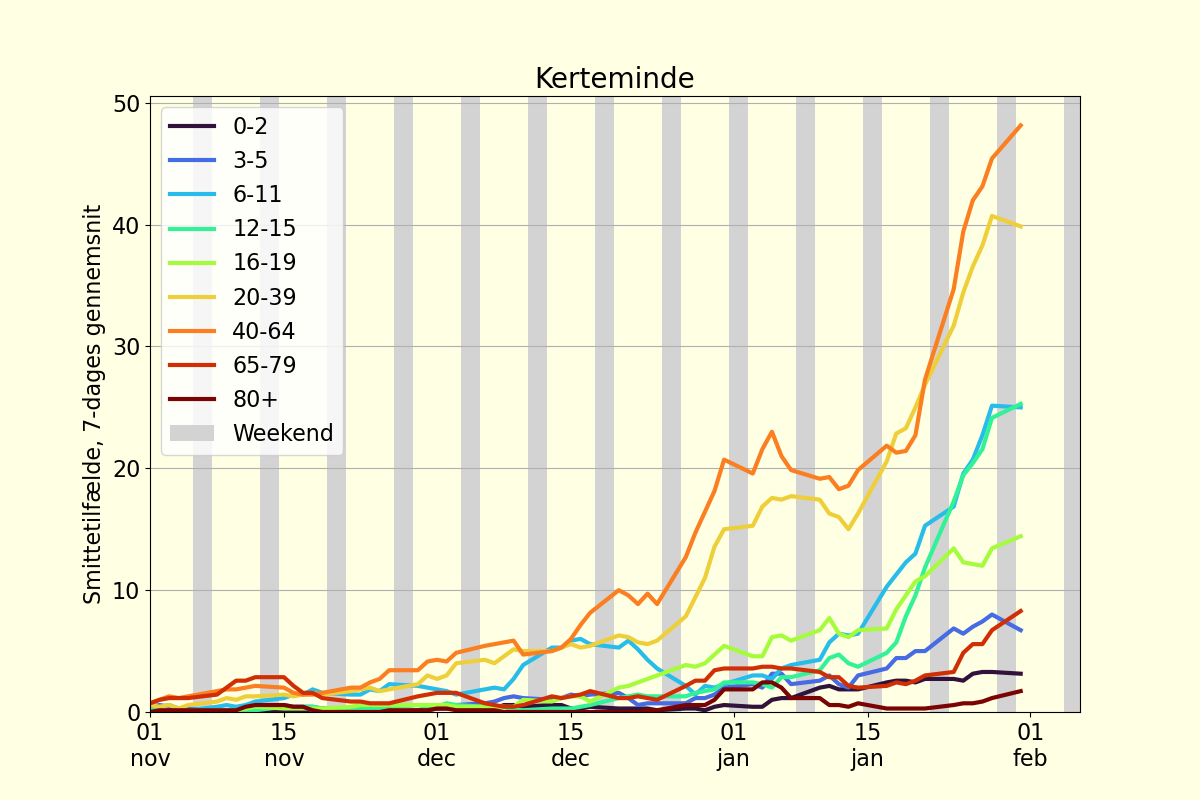 Kerteminde
Smittetilfælde, 7-dages gennemsnit
50
40
30
20
10
0
0-2
3-5
6-11
12-15
16-19
20-39
40-64
65-79
80+
Weekend
01 nov
15 nov
01 dec
15 dec
01 jan
15 jan
01 feb